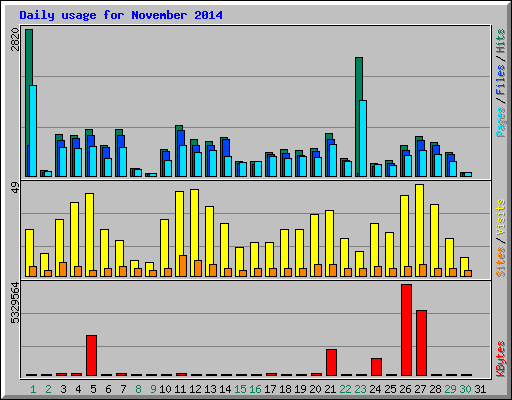 Daily usage for November 2014
2820
Pages / Files / Hits
49
Sites / Visits
5329564
KBytes
1 2 3 4 5 6 7 8 9 10 11 12 13 14 15 16 17 18 19 20 21 22 23 24 25 26 27 28 29 30 31